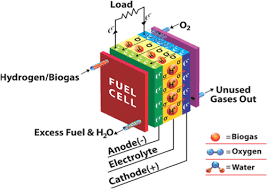 Load
e⁻
e⁻
O₂
Hydrogen/Biogas
FUEL
CELL
Unused
Gases Out
Excess Fuel & H₂O
Anode(-)
Electrolyte
Cathode(+)
=Biogas
=Oxygen
=Water